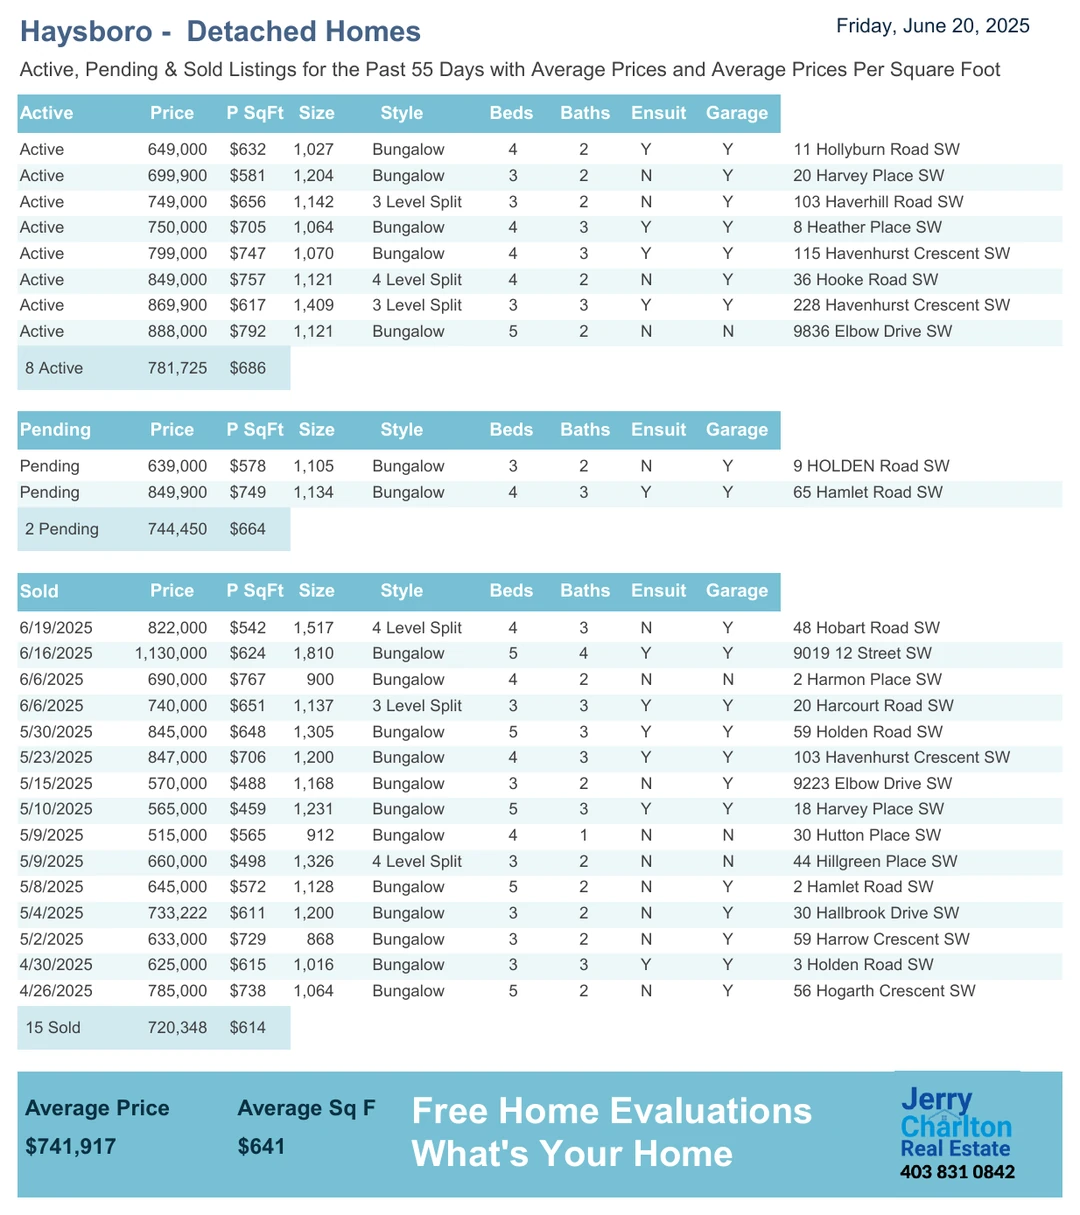 Haysboro -  Detached Homes
Friday, June 20, 2025
Active, Pending & Sold Listings for the Past 55 Days with Average Prices and Average Prices Per Square Foot
Active Price P SqFt Size Style Beds Baths Ensuit Garage
Active 649,000 $632 1,027 Bungalow 4 2 Y Y 11 Hollyburn Road SW
Active 699,900 $581 1,204 Bungalow 3 2 N Y 20 Harvey Place SW
Active 749,000 $656 1,142 3 Level Split 3 2 N Y 103 Haverhill Road SW
Active 750,000 $705 1,064 Bungalow 4 3 Y Y 8 Heather Place SW
Active 799,000 $747 1,070 Bungalow 4 3 Y Y 115 Havenhurst Crescent SW
Active 849,000 $757 1,121 4 Level Split 4 2 N Y 36 Hooke Road SW
Active 869,900 $617 1,409 3 Level Split 3 3 Y Y 228 Havenhurst Crescent SW
Active 888,000 $792 1,121 Bungalow 5 2 N N 9836 Elbow Drive SW
8 Active 781,725 $686
Pending Price P SqFt Size Style Beds Baths Ensuit Garage
Pending 639,000 $578 1,105 Bungalow 3 2 N Y 9 HOLDEN Road SW
Pending 849,900 $749 1,134 Bungalow 4 3 Y Y 65 Hamlet Road SW
2 Pending 744,450 $664
Sold Price P SqFt Size Style Beds Baths Ensuit Garage
6/19/2025 822,000 $542 1,517 4 Level Split 4 3 N Y 48 Hobart Road SW
6/16/2025 1,130,000 $624 1,810 Bungalow 5 4 Y Y 9019 12 Street SW
6/6/2025 690,000 $767 900 Bungalow 4 2 N N 2 Harmon Place SW
6/6/2025 740,000 $651 1,137 3 Level Split 3 3 Y Y 20 Harcourt Road SW
5/30/2025 845,000 $648 1,305 Bungalow 5 3 Y Y 59 Holden Road SW
5/23/2025 847,000 $706 1,200 Bungalow 4 3 Y Y 103 Havenhurst Crescent SW
5/15/2025 570,000 $488 1,168 Bungalow 3 2 N Y 9223 Elbow Drive SW
5/10/2025 565,000 $459 1,231 Bungalow 5 3 Y Y 18 Harvey Place SW
5/9/2025 515,000 $565 912 Bungalow 4 1 N N 30 Hutton Place SW
5/9/2025 660,000 $498 1,326 4 Level Split 3 2 N N 44 Hillgreen Place SW
5/8/2025 645,000 $572 1,128 Bungalow 5 2 N Y 2 Hamlet Road SW
5/4/2025 733,222 $611 1,200 Bungalow 3 2 N Y 30 Hallbrook Drive SW
5/2/2025 633,000 $729 868 Bungalow 3 2 N Y 59 Harrow Crescent SW
4/30/2025 625,000 $615 1,016 Bungalow 3 3 Y Y 3 Holden Road SW
4/26/2025 785,000 $738 1,064 Bungalow 5 2 N Y 56 Hogarth Crescent SW
15 Sold 720,348 $614
Average Price Average Sq F
$741,917 $641
Free Home Evaluations
What's Your Home
Jerry
Charlton
Real Estate
403 831 0842